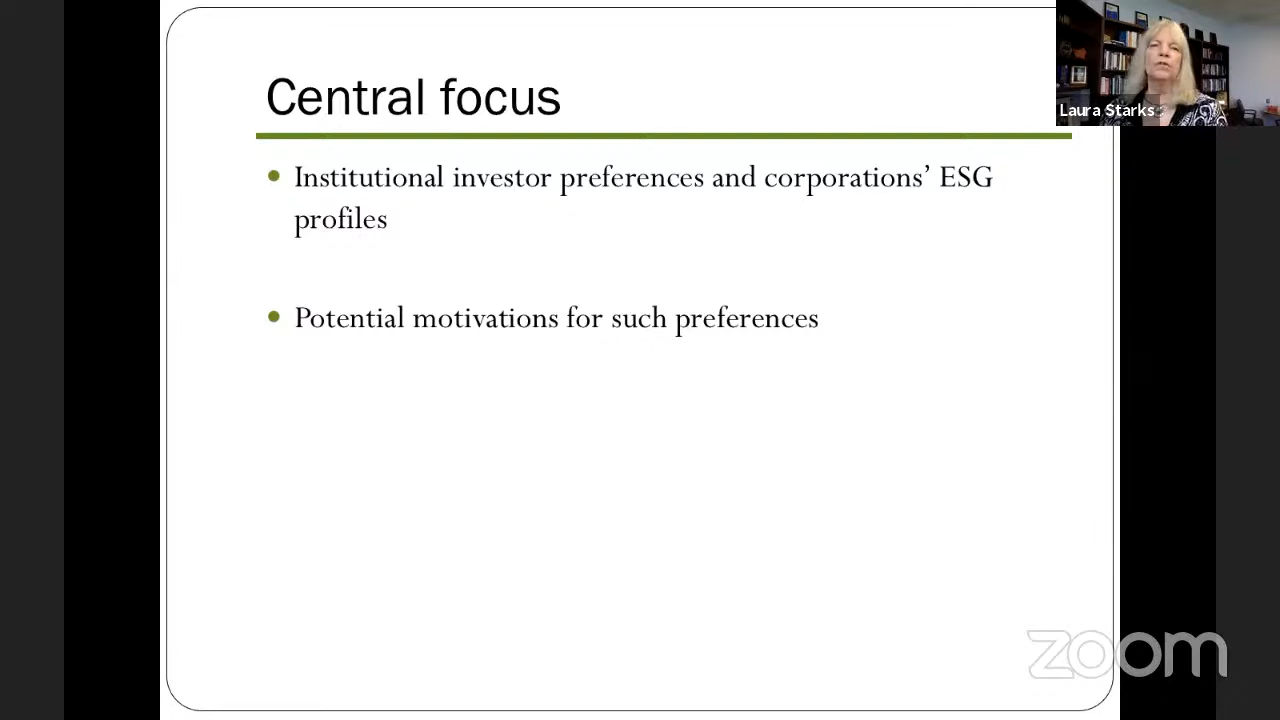 Central focus
Laura Starks
• Institutional investor preferences and corporations’ ESG
profiles
• Potential motivations for such preferences
zoom